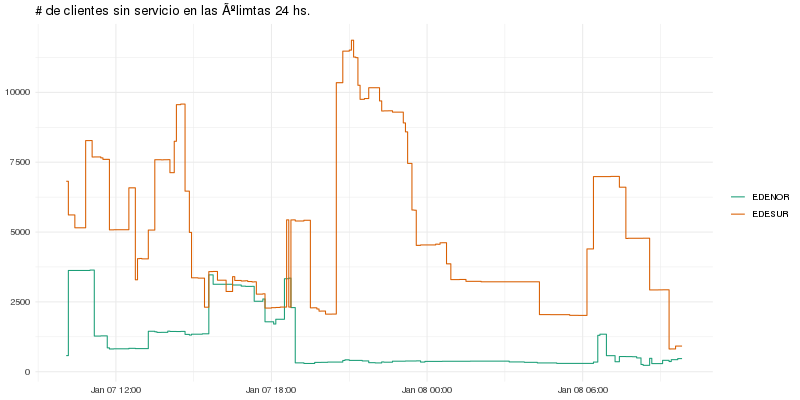 # de clientes sin servicio en las Ãºlimtas 24 hs.
10000
7500
5000
2500
0
Jan 07 12:00 Jan 07 18:00 Jan 08 00:00 Jan 08 06:00
EDENOR
EDESUR